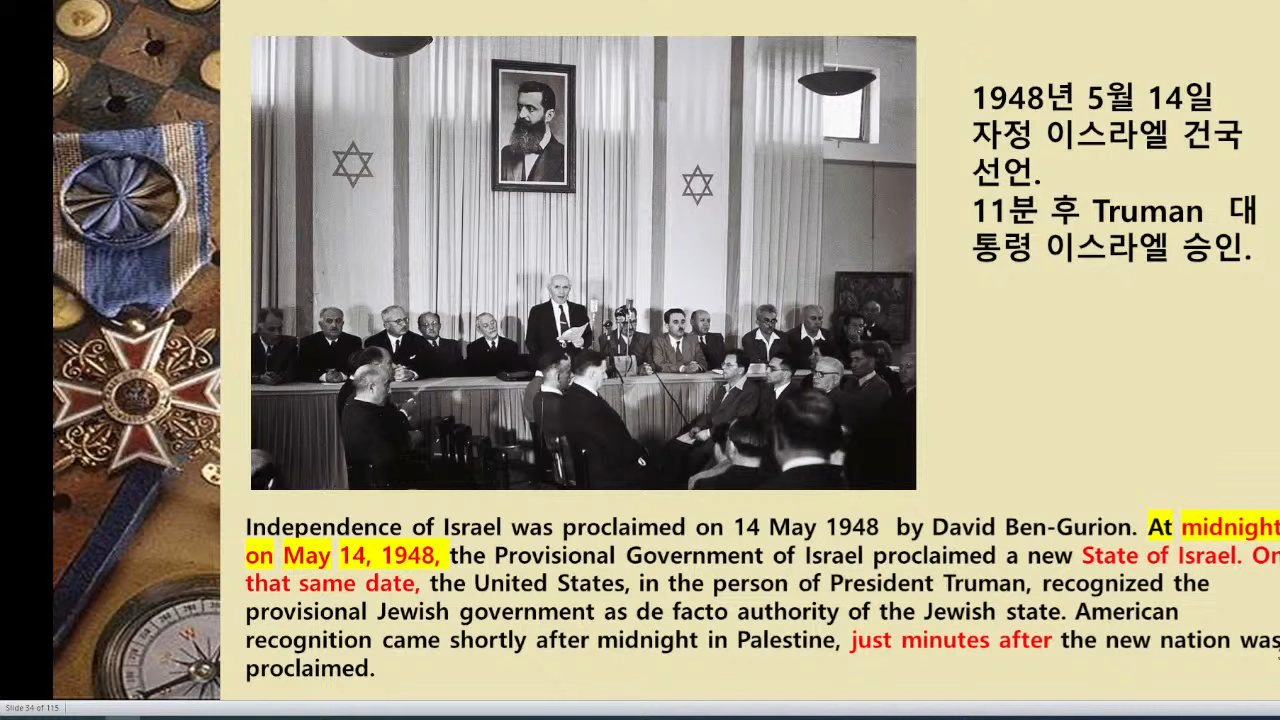 1948년 5월 14일
자정 이스라엘 건국
선언.
11분 후 Truman 대
통령 이스라엘 승인.
Independence of Israel was proclaimed on 14 May 1948 by David Ben-Gurion. At midnight
on May 14, 1948, the Provisional Government of Israel proclaimed a new State of Israel. On
that same date, the United States, in the person of President Truman, recognized the
provisional Jewish government as de facto authority of the Jewish state. American
recognition came shortly after midnight in Palestine, just minutes after the new nation was
proclaimed.
Slide 34 of 115